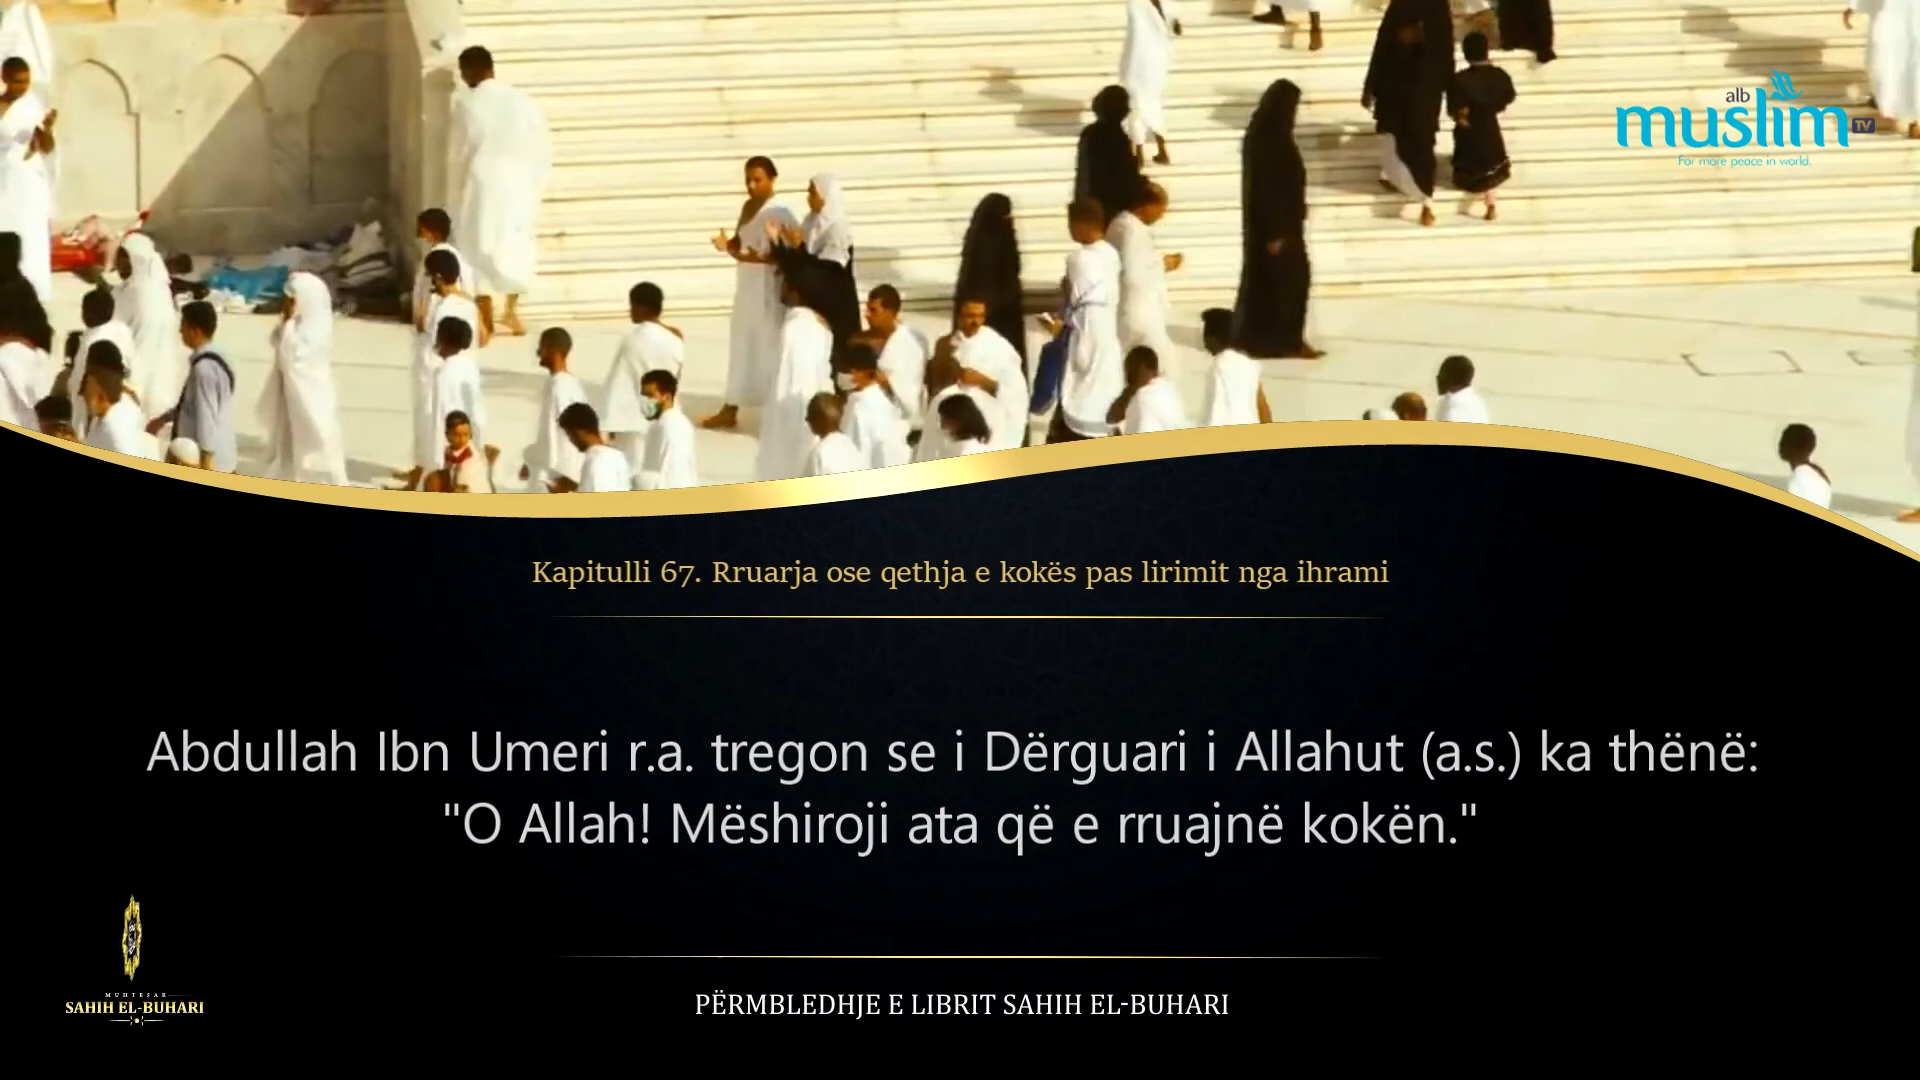 alb
muslim TV
For more peace in world.
Kapitulli 67. Rruarja ose qethja e kokës pas lirimit nga ihrami
Abdullah Ibn Umeri r.a. tregon se i Dërguari i Allahut (a.s.) ka thënë:
"O Allah! Mëshiroji ata që e rruajnë kokën."
MUHTESAR
SAHIH EL-BUHARI
PËRMBLEDHJE E LIBRIT SAHIH EL-BUHARI